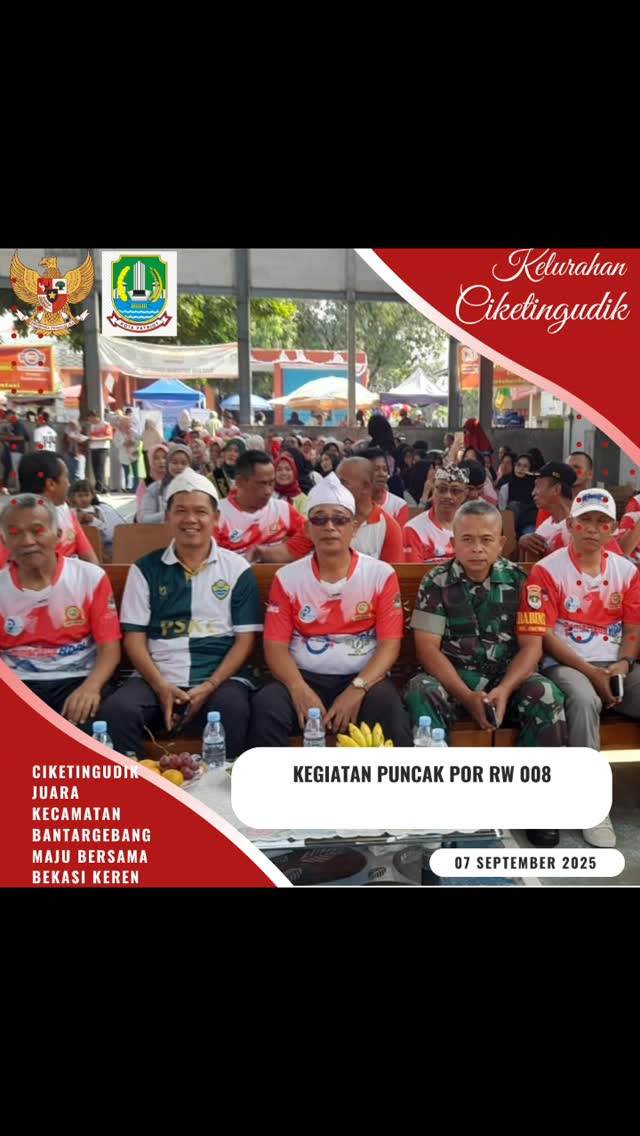 Kelurahan
Ciketingudik
KOTA PATRIOT
PSKC
BABINSA
KEGIATAN PUNCAK POR RW 008
07 SEPTEMBER 2025
CIKETINGUDIK
JUARA
KECAMATAN
BANTARGEBANG
MAJU BERSAMA
BEKASI KEREN